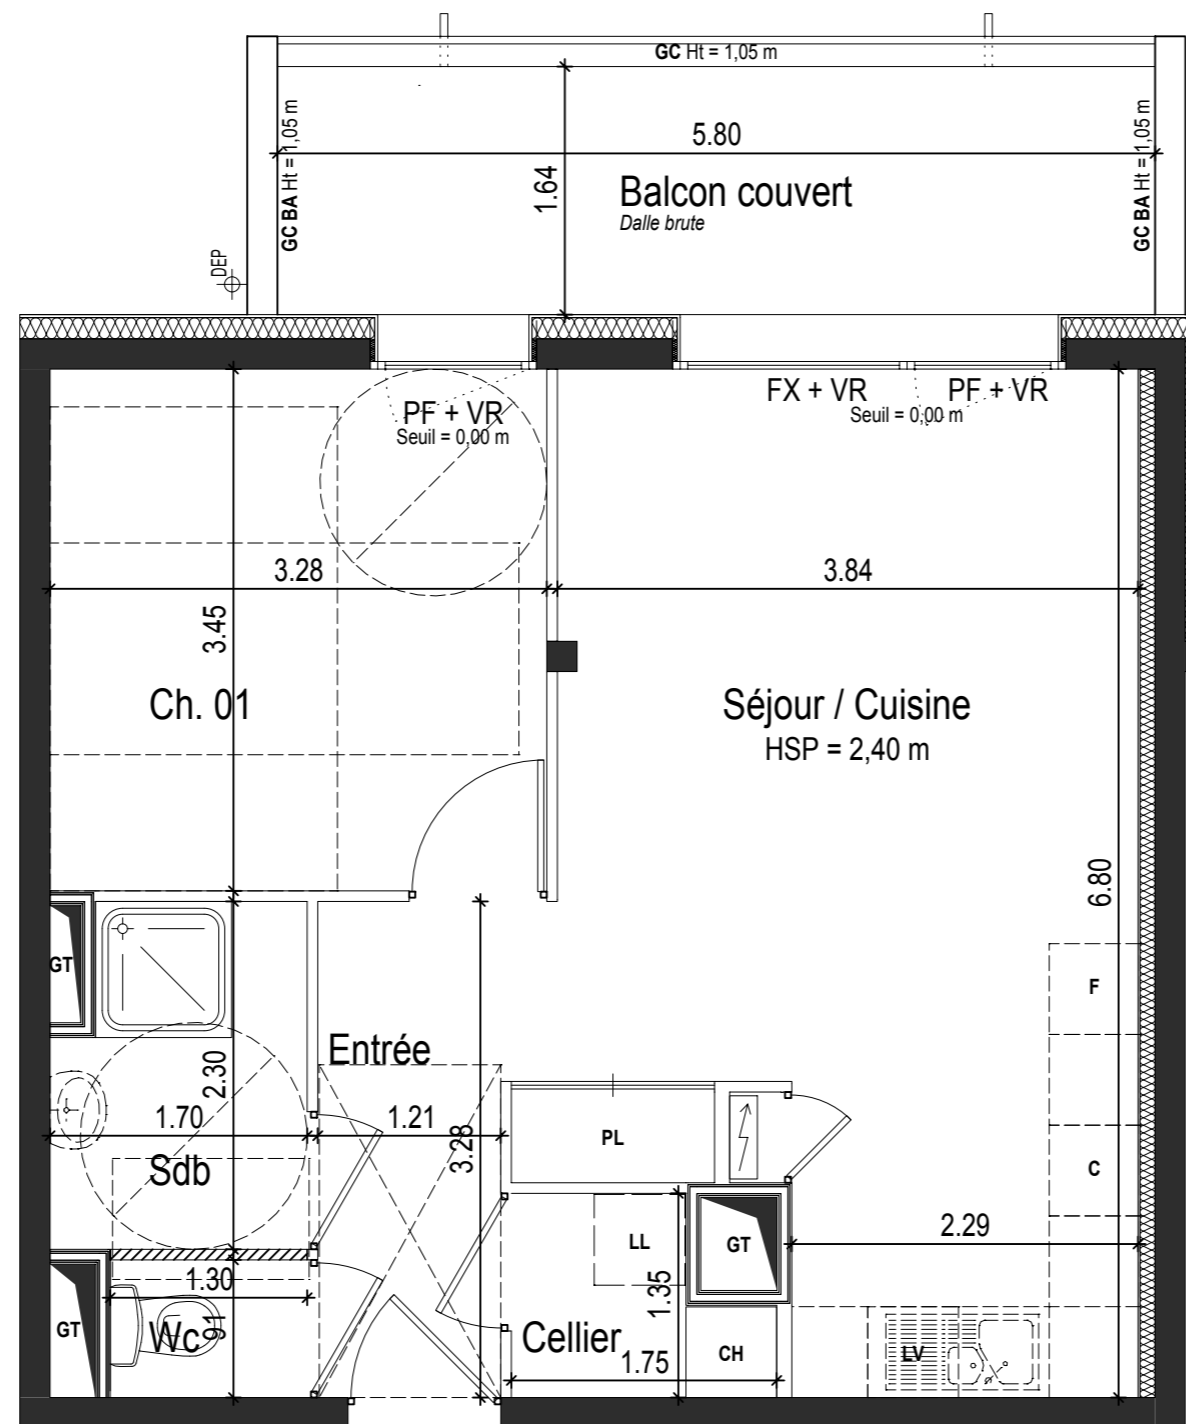 GC Ht = 1,05 m
GC BA Ht = 1,05 m
5.80
GC BA Ht = 1,05 m
1.64
Balcon couvert
Dalle brute
DEP
PF + VR
Seuil = 0,00 m
FX + VR
PF + VR
Seuil = 0,00 m
3.28
3.84
3.45
Ch. 01
Séjour / Cuisine
HSP = 2,40 m
6.80
GT
F
Entrée
2.30
1.70
1.21
3.28
PL
C
Sdb
LL
GT
2.29
1.30
1.35
GT
Wc
91
Cellier
1.75
CH
LV